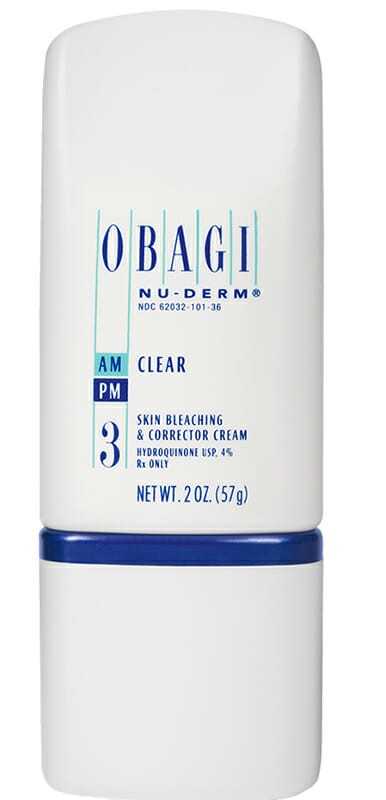 OBAGI
NU-DERM®
NDC 62032-101-36
AM CLEAR
PM
3 SKIN BLEACHING
& CORRECTOR CREAM
HYDROQUINONE USP, 4%
Rx ONLY
NET WT. 2 OZ. (57g)